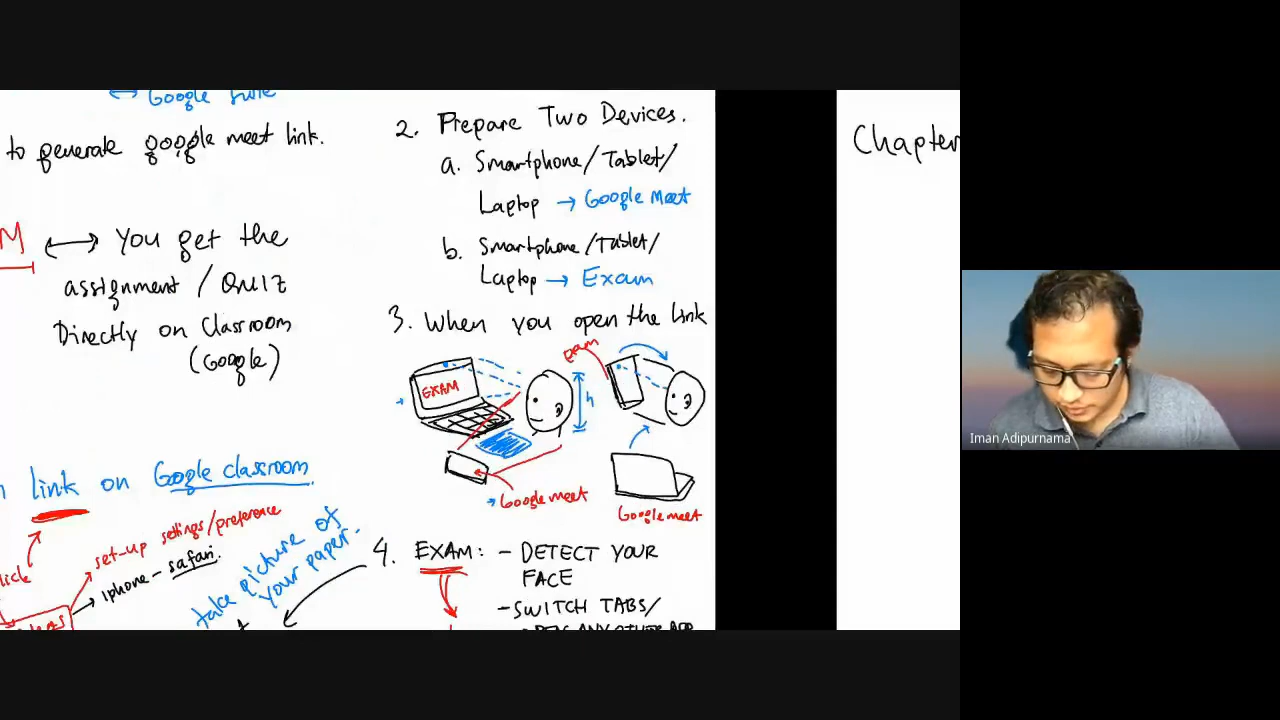 Google Suite
to generate google meet link.
M ↔ You get the
assignment / QUIZ
Directly on Classroom
(Google)
link on Google classroom
set-up settings/preference
iphone - safari.
take picture of
your paper.
2. Prepare Two Devices.
a. Smartphone/Tablet/
Laptop → Google Meet
b. Smartphone/Tablet/
Laptop → Exam
3. When you open the link
EXAM
h
exam
Google meet
Google meet
4. EXAM: - DETECT YOUR
FACE
- SWITCH TABS/
Chapter
Iman Adipurnama